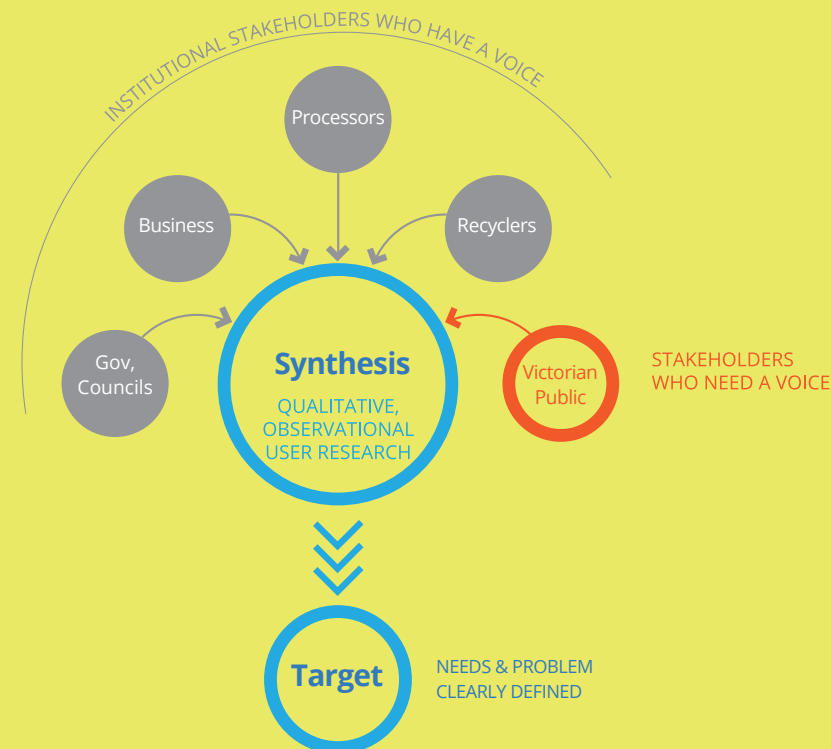 INSTITUTIONAL STAKEHOLDERS WHO HAVE A VOICE
Processors
Business
Recyclers
Gov,
Councils
Synthesis
QUALITATIVE,
OBSERVATIONAL
USER RESEARCH
Victorian
Public
STAKEHOLDERS
WHO NEED A VOICE
Target
NEEDS & PROBLEM
CLEARLY DEFINED